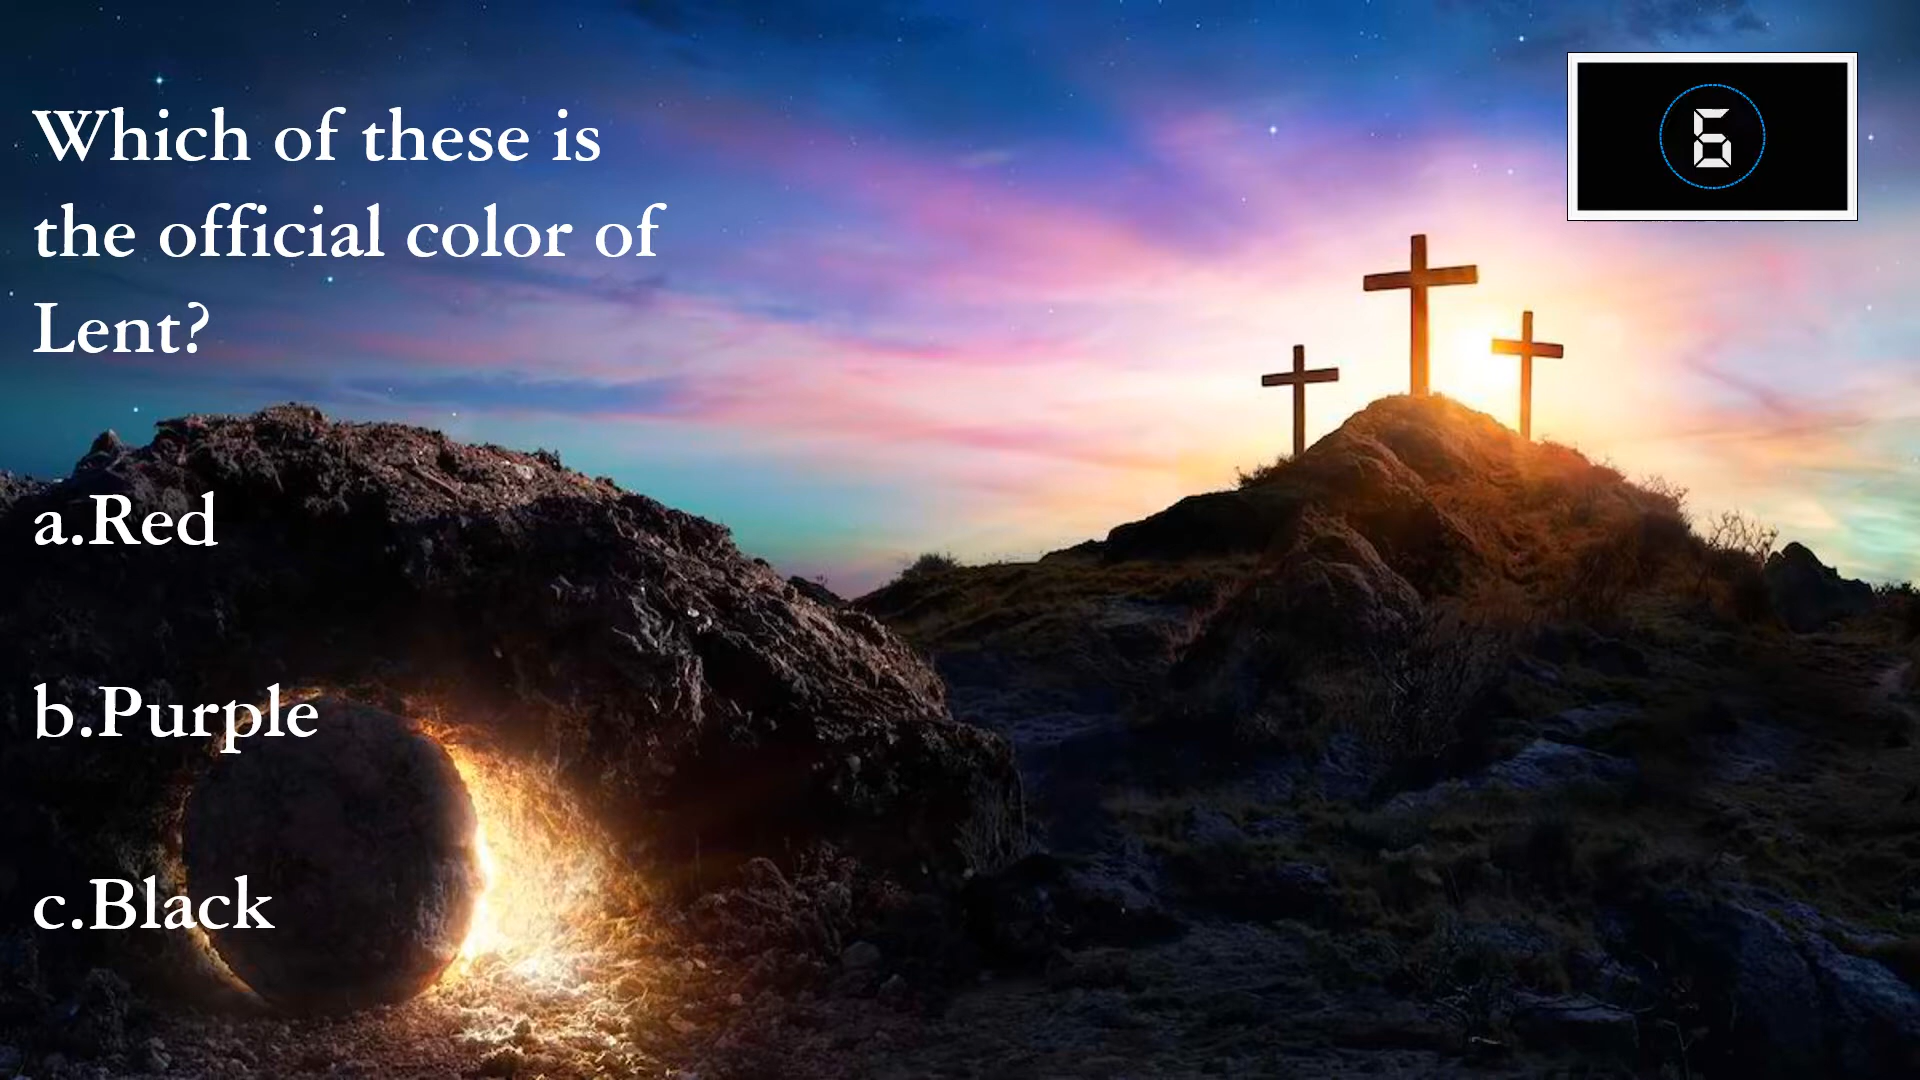 Which of these is
the official color of
Lent?
6
a.Red
b.Purple
c.Black